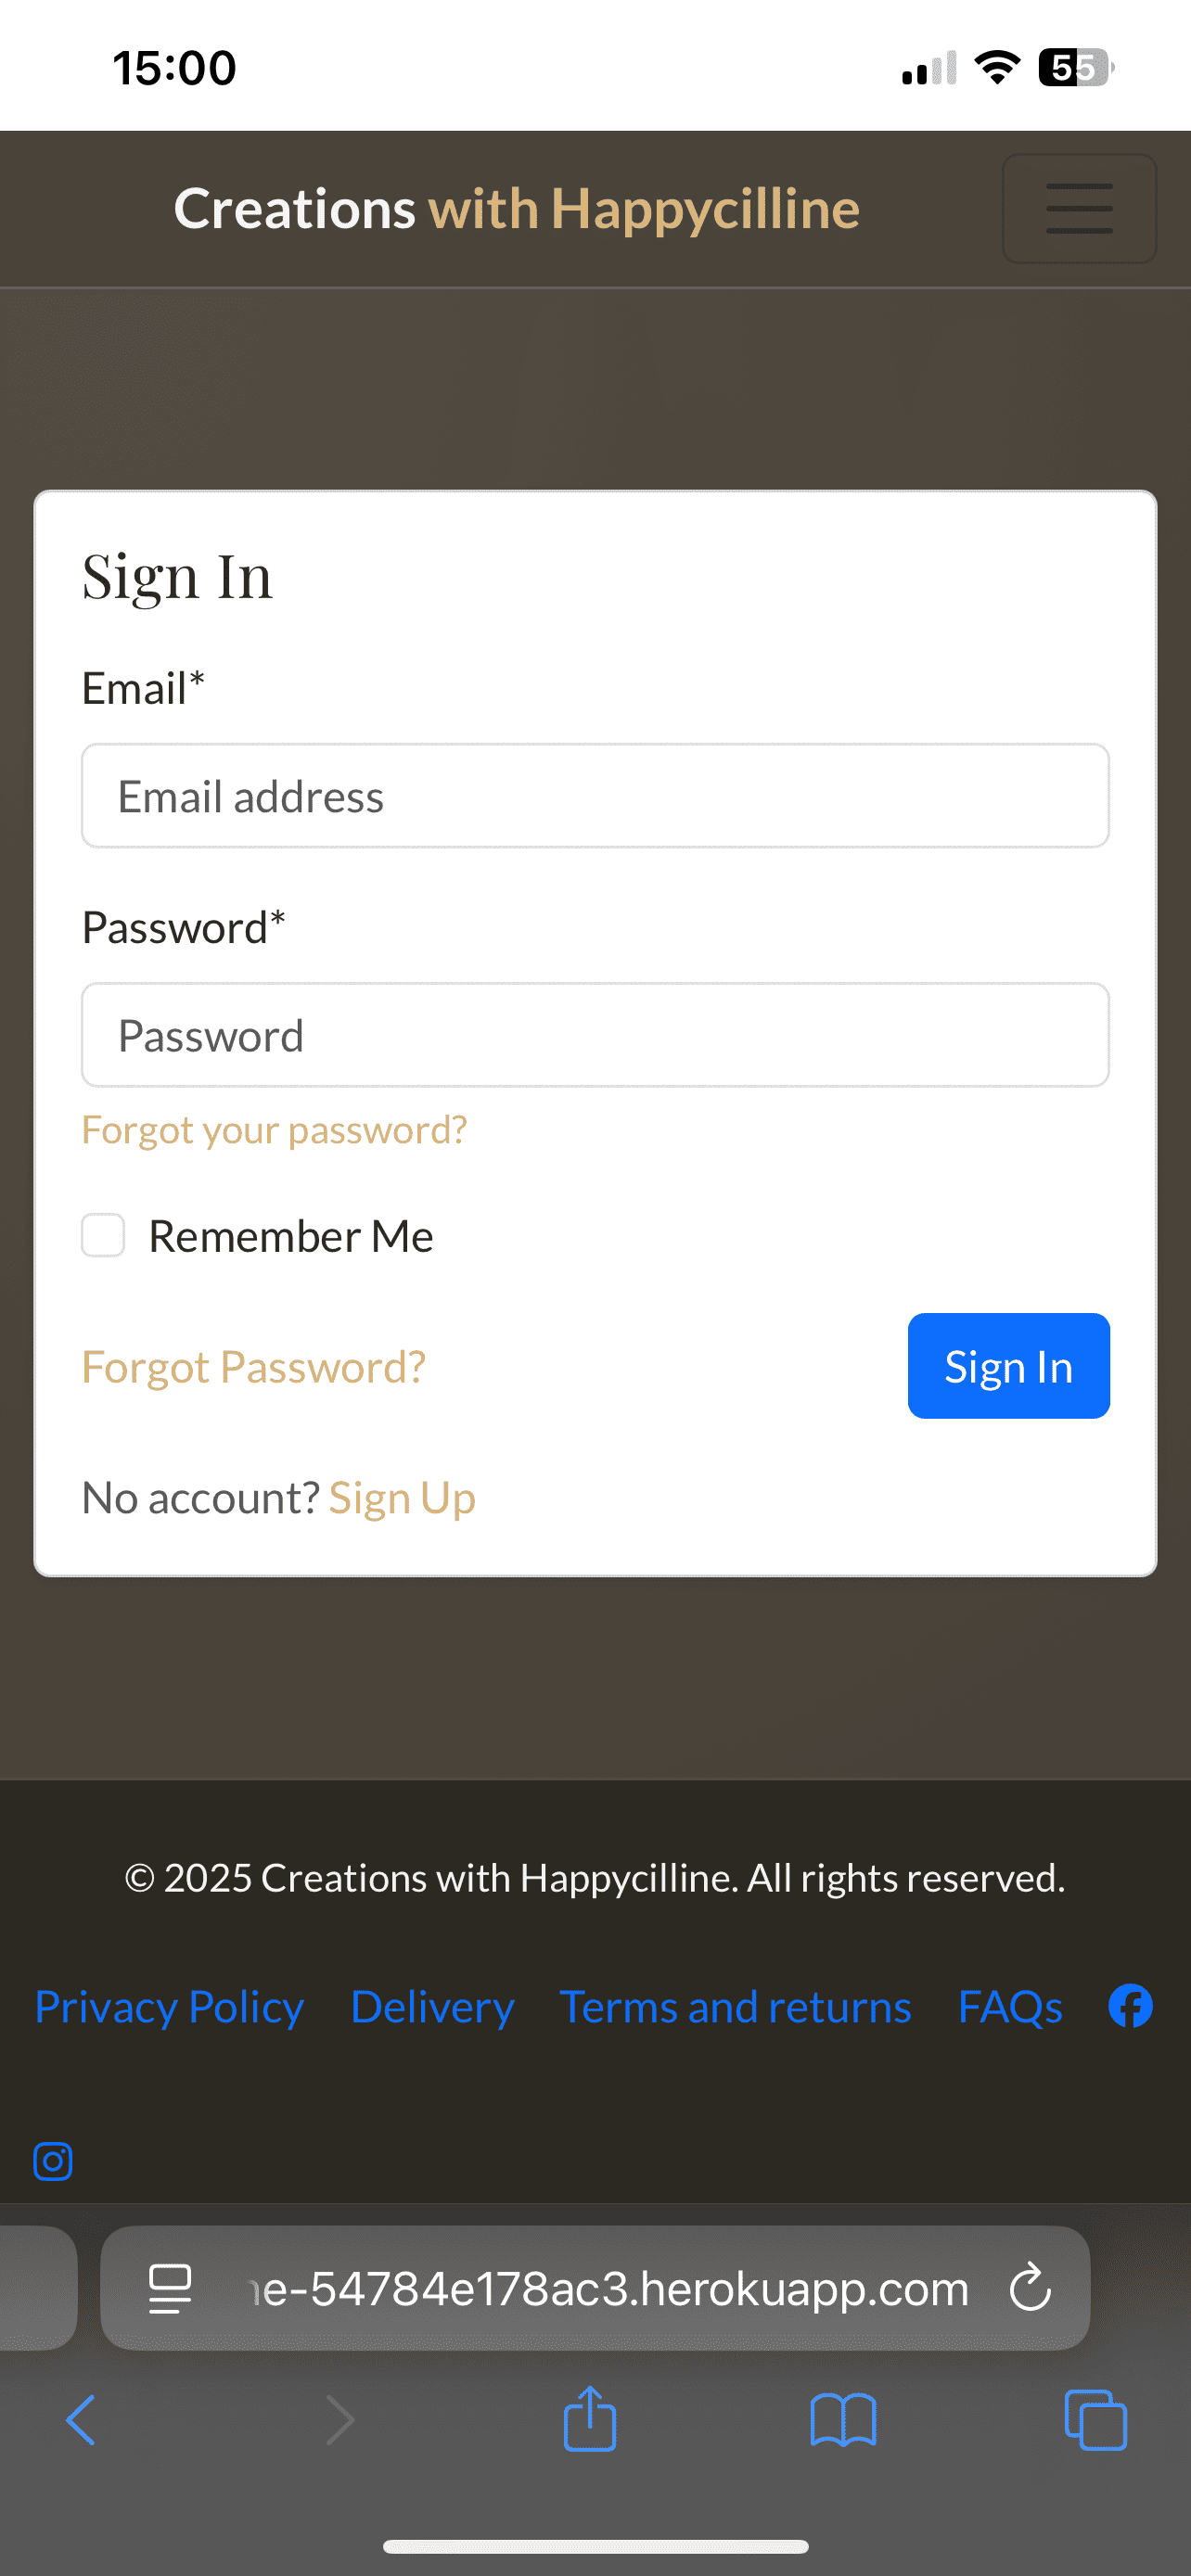 15:00
55
Creations with Happycilline
Sign In
Email*
Email address
Password*
Password
Forgot your password?
Remember Me
Forgot Password?
Sign In
No account? Sign Up
© 2025 Creations with Happycilline. All rights reserved.
Privacy Policy Delivery Terms and returns FAQs
e-54784e178ac3.herokuapp.com